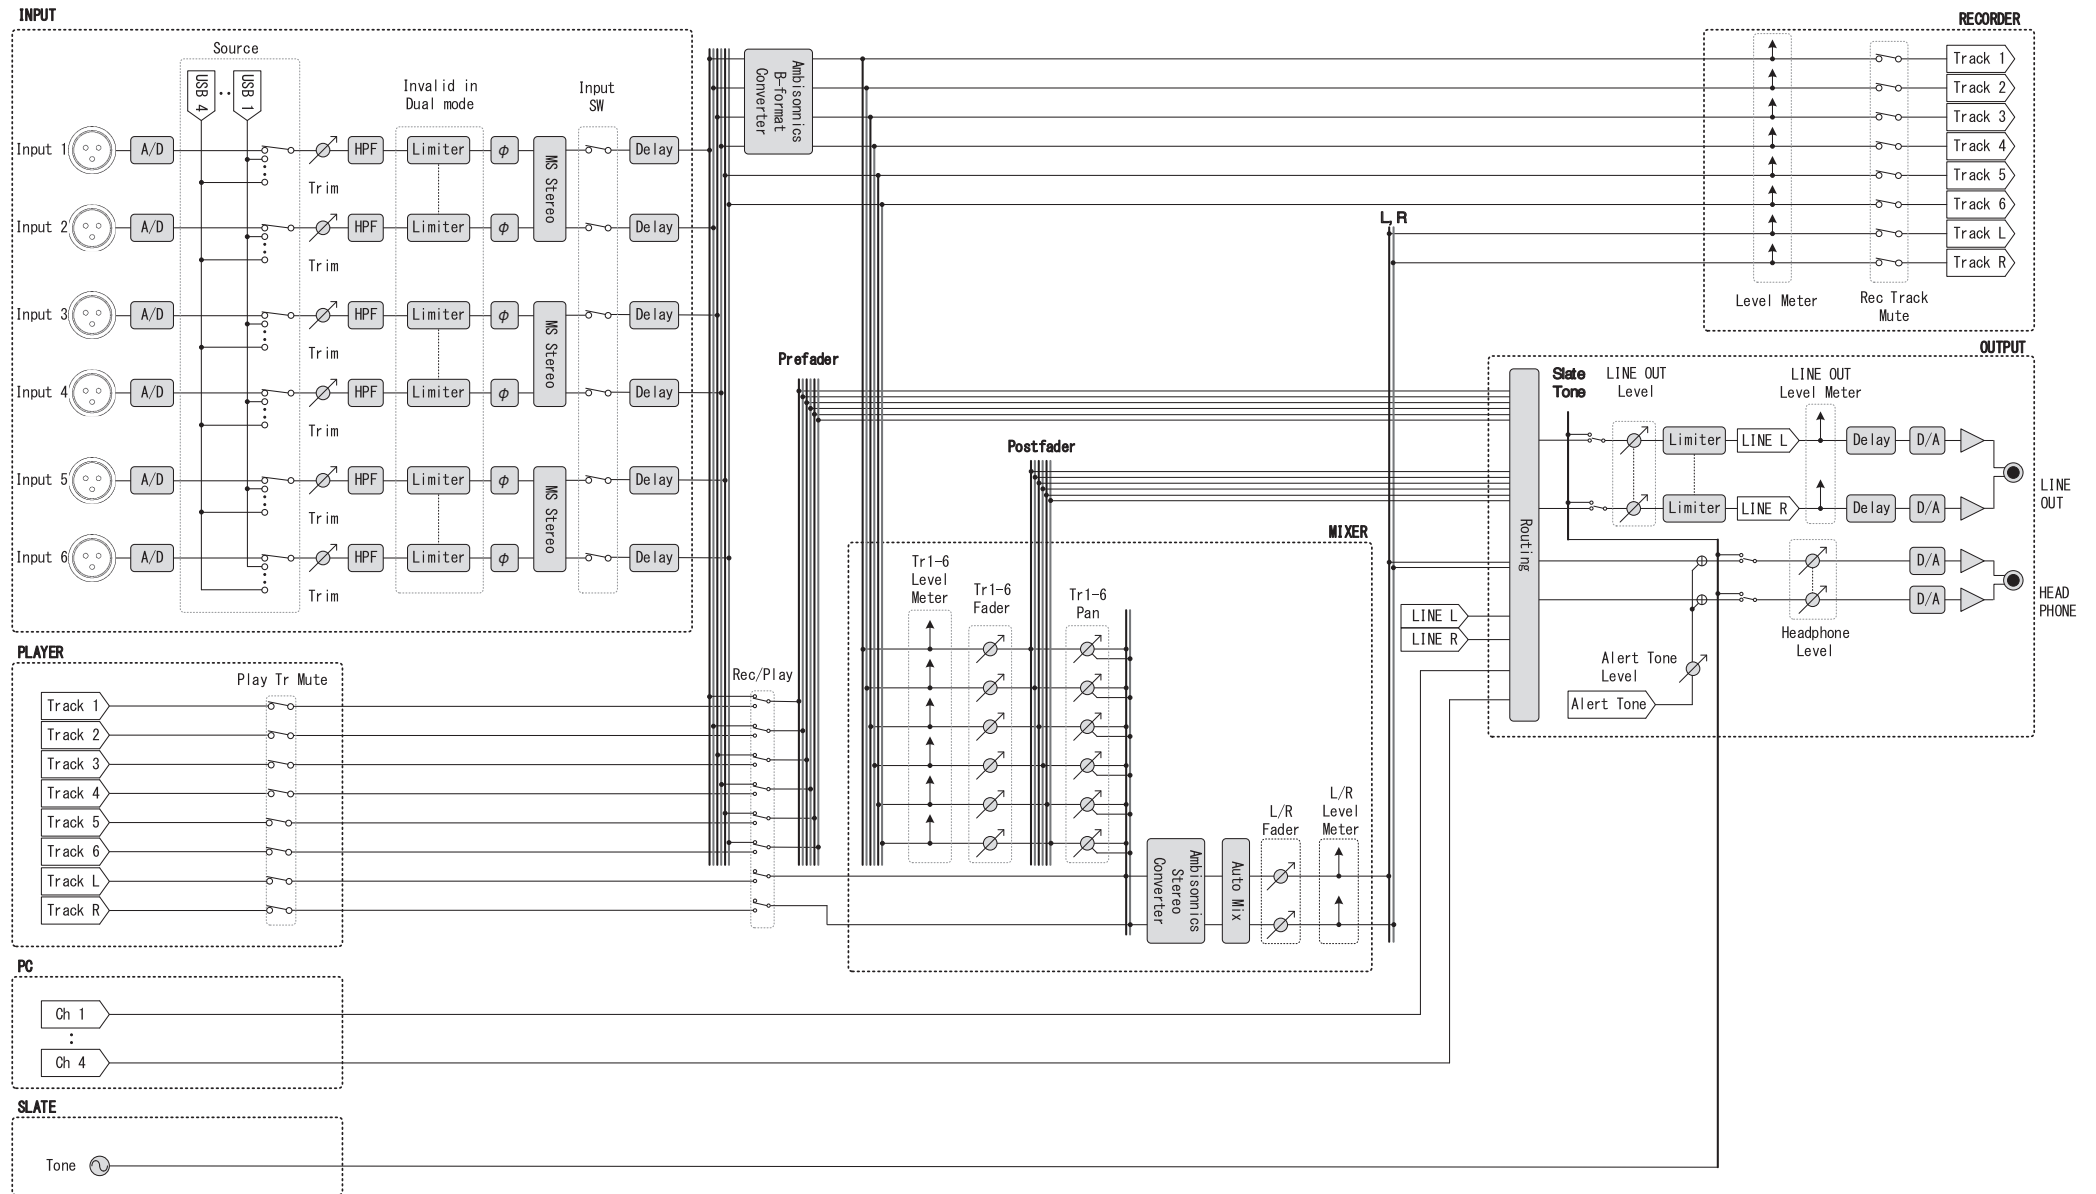 INPUT
Source
USB 4
USB 1
Invalid in
Dual mode
Input
SW
Input 1
A/D
HPF
Limiter
φ
MS Stereo
Delay
Trim
Input 2
A/D
HPF
Limiter
φ
Delay
Trim
Input 3
A/D
HPF
Limiter
φ
MS Stereo
Delay
Trim
Input 4
A/D
HPF
Limiter
φ
Delay
Trim
Input 5
A/D
HPF
Limiter
φ
MS Stereo
Delay
Trim
Input 6
A/D
HPF
Limiter
φ
Delay
Trim
Ambisonnics
B-format
Converter
RECORDER
Track 1
Track 2
Track 3
Track 4
Track 5
Track 6
Track L
Track R
Level Meter
Rec Track
Mute
L, R
Prefader
Postfader
OUTPUT
Routing
Slate
Tone
LINE OUT
Level
LINE OUT
Level Meter
Limiter
LINE L
Delay
D/A
Limiter
LINE R
Delay
D/A
LINE
OUT
D/A
D/A
HEAD
PHONE
LINE L
LINE R
Headphone
Level
Alert Tone
Level
Alert Tone
MIXER
Tr1-6
Level
Meter
Tr1-6
Fader
Tr1-6
Pan
Ambisonnics
Stereo
Converter
Auto Mix
L/R
Fader
L/R
Level
Meter
PLAYER
Play Tr Mute
Rec/Play
Track 1
Track 2
Track 3
Track 4
Track 5
Track 6
Track L
Track R
PC
Ch 1
Ch 4
SLATE
Tone